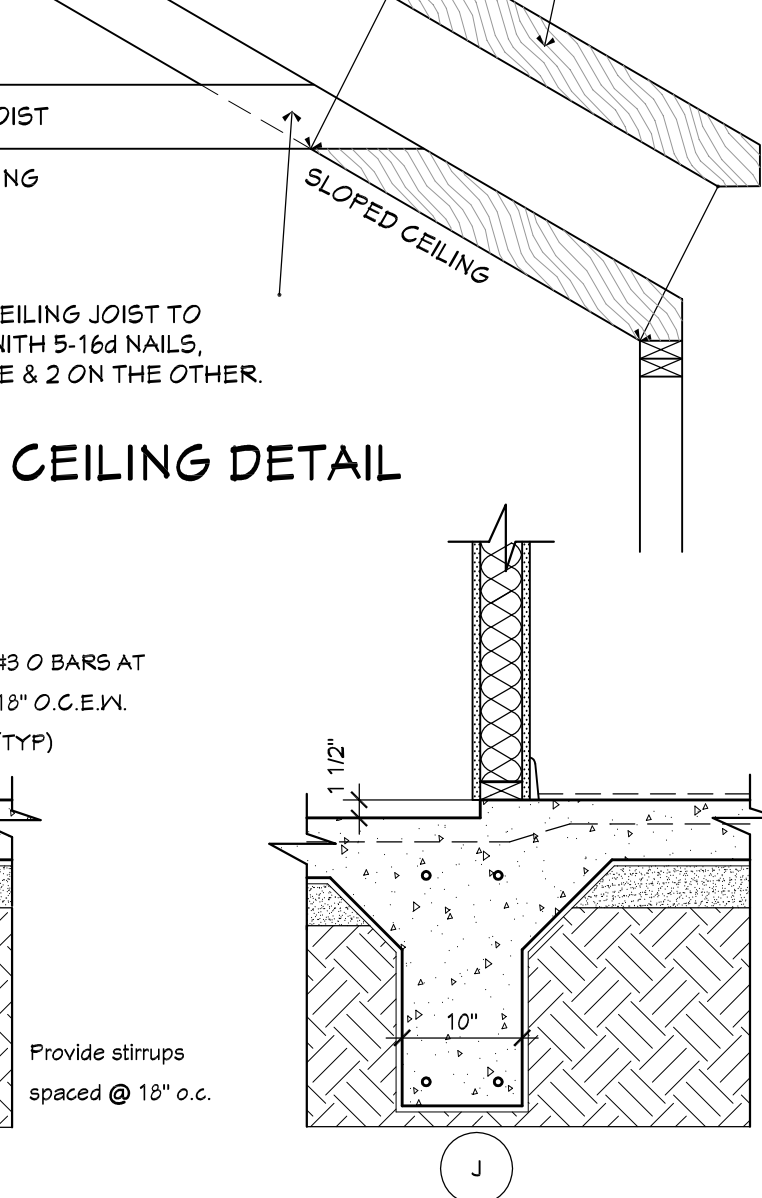 OIST
NG
SLOPED CEILING
EILING JOIST TO
ITH 5-16d NAILS,
E & 2 ON THE OTHER.
CEILING DETAIL
#3 O BARS AT
18" O.C.E.W.
TYP)
1 1/2"
10"
Provide stirrups
spaced @ 18" o.c.
J